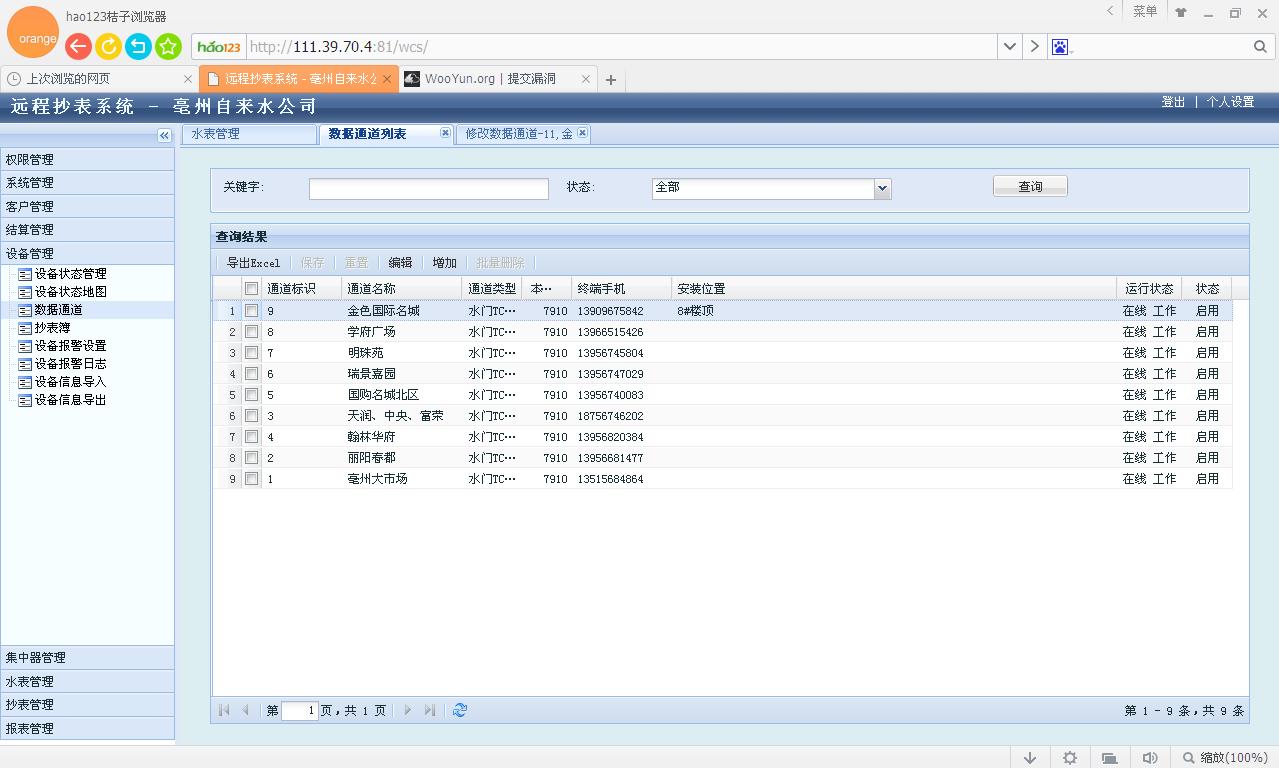 hao123桔子浏览器
菜单
orange
hao123 http://111.39.70.4:81/wcs/
上次浏览的网页
远程抄表系统 - 亳州自来水公
WooYun.org | 提交漏洞
远程抄表系统 - 亳州自来水公司
登出 | 个人设置
水表管理
数据通道列表
修改数据通道-11,金
权限管理
系统管理
客户管理
结算管理
设备管理
设备状态管理
设备状态地图
数据通道
抄表簿
设备报警设置
设备报警日志
设备信息导入
设备信息导出
集中器管理
水表管理
抄表管理
报表管理
关键字:
状态: 全部
查询
查询结果
导出Excel 保存 重置 编辑 增加 批量删除
通道标识 通道名称 通道类型 本… 终端手机 安装位置 运行状态 状态
1 9 金色国际名城 水门TC… 7910 13909675842 8#楼顶 在线 工作 启用
2 8 学府广场 水门TC… 7910 13966515426 在线 工作 启用
3 7 明珠苑 水门TC… 7910 13956745804 在线 工作 启用
4 6 瑞景嘉园 水门TC… 7910 13956747029 在线 工作 启用
5 5 国购名城北区 水门TC… 7910 13956740083 在线 工作 启用
6 3 天润、中央、富荣 水门TC… 7910 18756746202 在线 工作 启用
7 4 翰林华府 水门TC… 7910 13956820384 在线 工作 启用
8 2 丽阳春都 水门TC… 7910 13956681477 在线 工作 启用
9 1 亳州大市场 水门TC… 7910 13515684864 在线 工作 启用
第 1 页,共 1 页
第 1 - 9 条,共 9 条
缩放(100%)